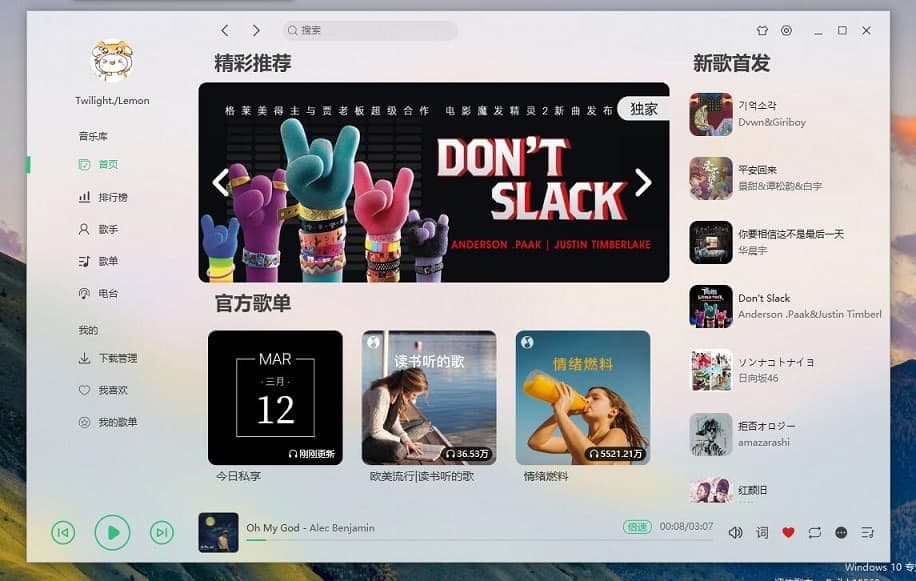 搜索
Twilight./Lemon
音乐库
首页
排行榜
歌手
歌单
电台
我的
下载管理
我喜欢
我的歌单
精彩推荐
格莱美得主与贾老板超级合作 电影魔发精灵2新曲发布
独家
DON'T
SLACK
ANDERSON .PAAK | JUSTIN TIMBERLAKE
官方歌单
MAR
·三月·
12
刚刚更新
今日私享
读书听的歌
36.53万
欧美流行|读书听的歌
情绪燃料
5521.21万
情绪燃料
新歌首发
기억소각
Dvwn&Giriboy
平安回来
景甜&谭松韵&白宇
你要相信这不是最后一天
华晨宇
Don't Slack
Anderson .Paak&Justin Timberl
ソンナコトナイヨ
日向坂46
拒否オロジー
amazarashi
红颜旧
Oh My God - Alec Benjamin
倍速
00:08/03:07
词
Windows 10 专